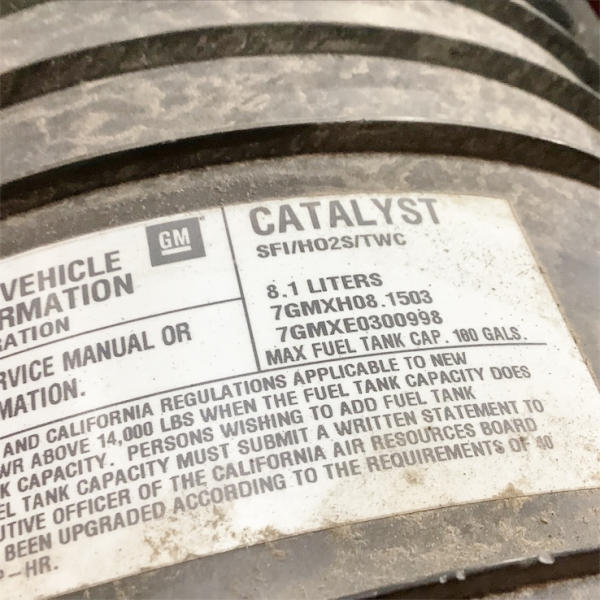 GM
VEHICLE
RMATION
RATION
RVICE MANUAL OR
MATION.
CATALYST
SFI/HO2S/TWC
8.1 LITERS
7GMXH08.1503
7GMXE0300998
MAX FUEL TANK CAP. 160 GALS.
AND CALIFORNIA REGULATIONS APPLICABLE TO NEW
WR ABOVE 14,000 LBS WHEN THE FUEL TANK CAPACITY DOES
K CAPACITY. PERSONS WISHING TO ADD FUEL TANK
EL TANK CAPACITY MUST SUBMIT A WRITTEN STATEMENT TO
UTIVE OFFICER OF THE CALIFORNIA AIR RESOURCES BOARD
BEEN UPGRADED ACCORDING TO THE REQUIREMENTS OF 40
P-HR.